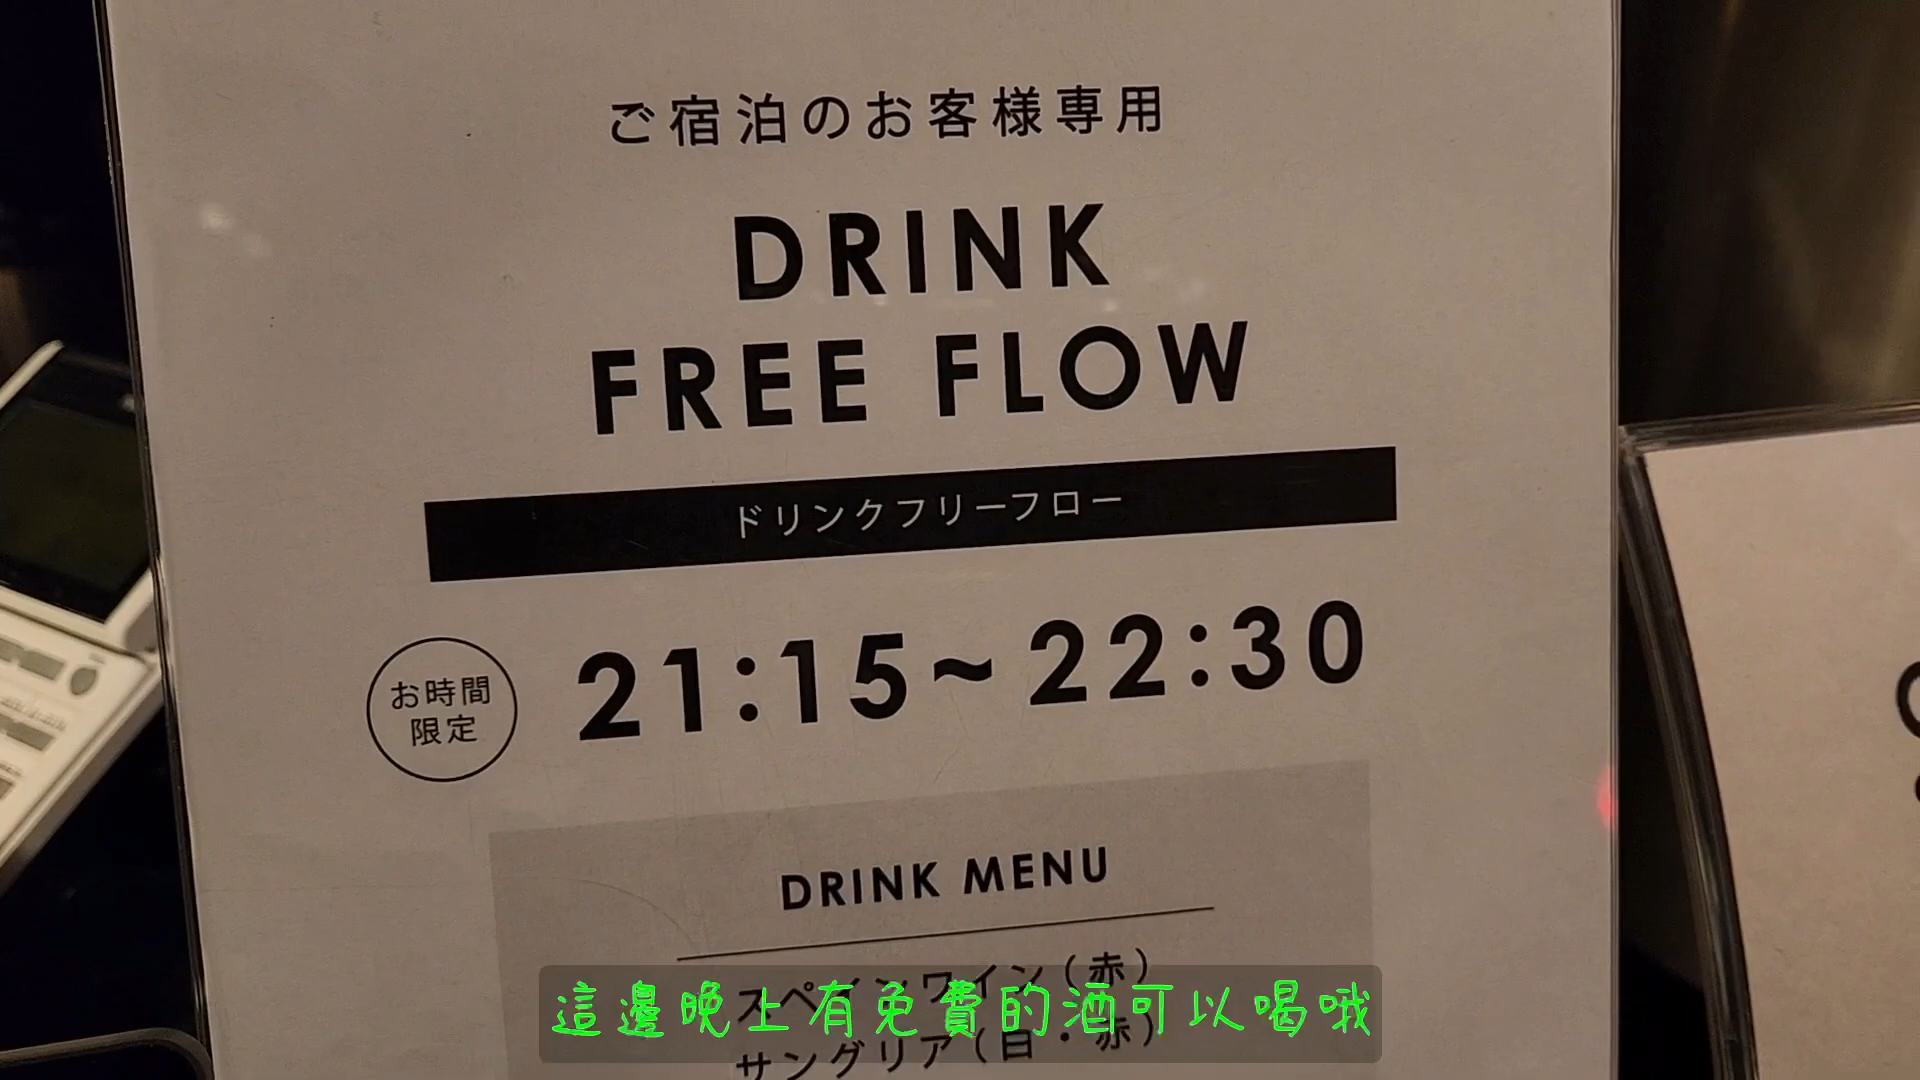 ご宿泊のお客様専用
DRINK
FREE FLOW
ドリンクフリーフロー
お時間
限定
21:15~22:30
DRINK MENU
スペインワイン（赤）
サングリア（白・赤）
這邊晚上有免費的酒可以喝哦